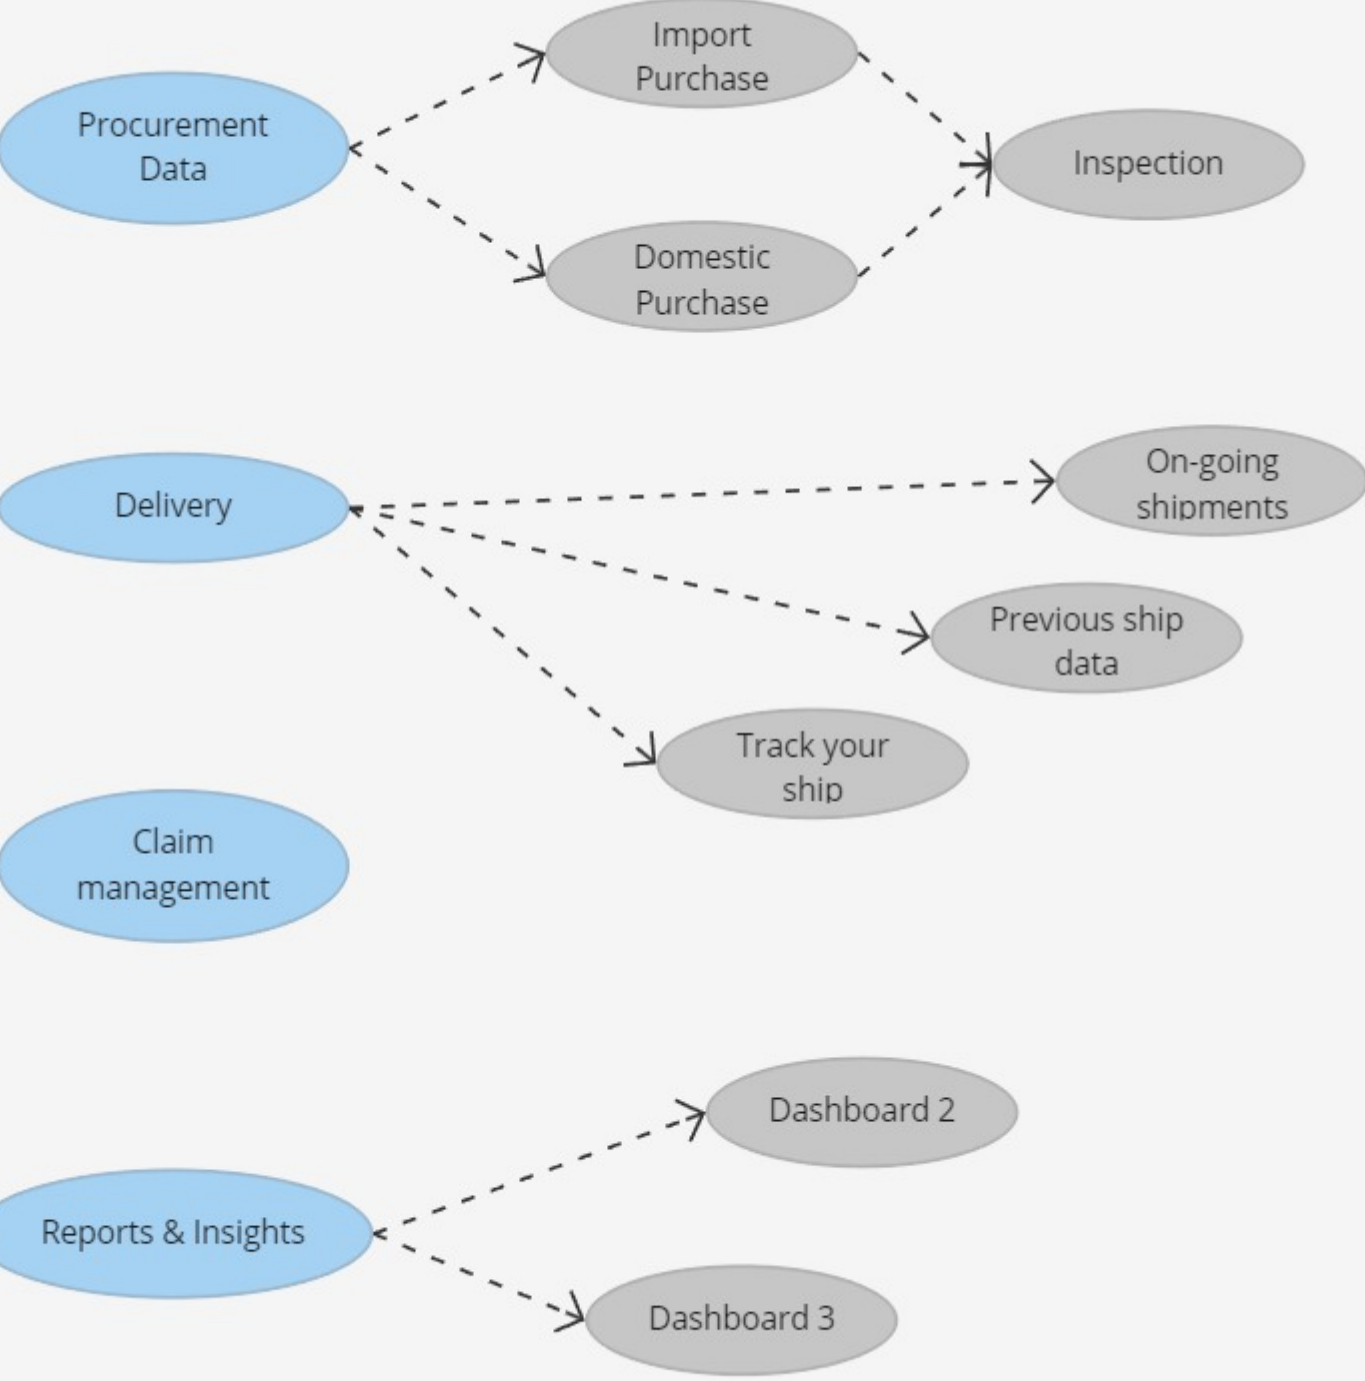 Import
Purchase
Procurement
Data
Inspection
Domestic
Purchase
On-going
shipments
Delivery
Previous ship
data
Track your
ship
Claim
management
Dashboard 2
Reports & Insights
Dashboard 3